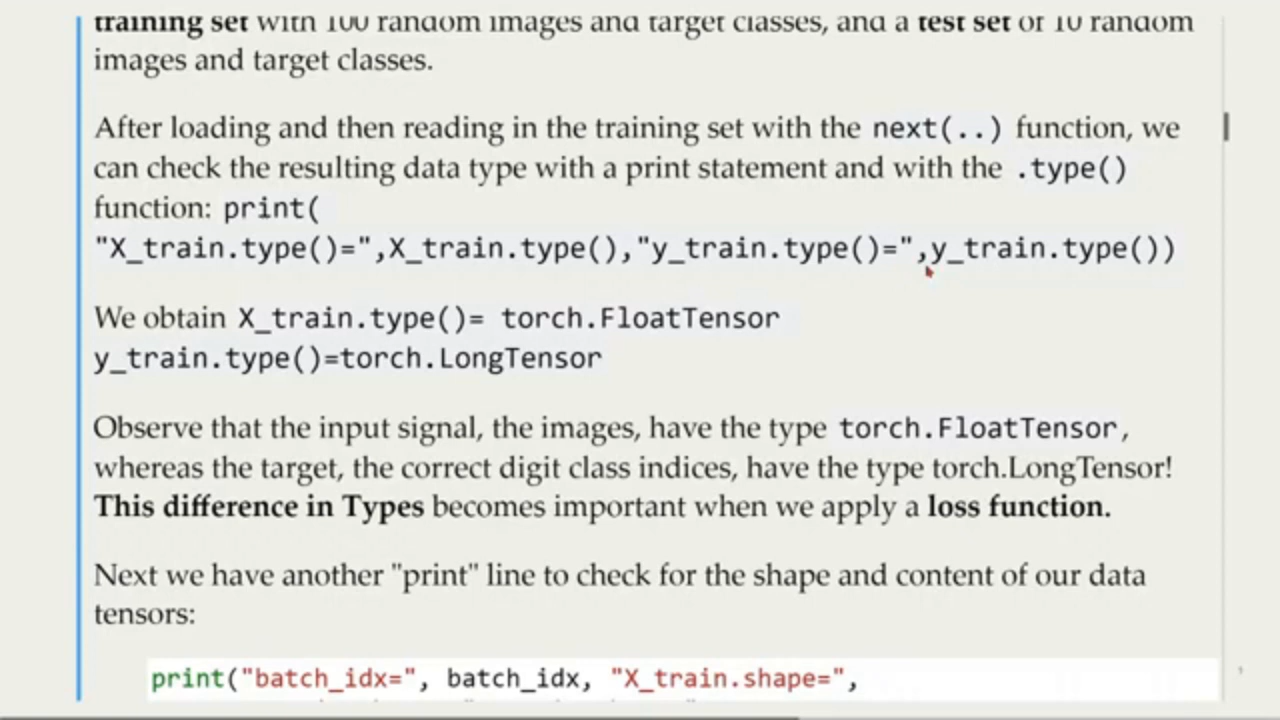 training set with 100 random images and target classes, and a test set of 10 random
images and target classes.
After loading and then reading in the training set with the next(..) function, we
can check the resulting data type with a print statement and with the .type()
function: print(
"X_train.type()=",X_train.type(),"y_train.type()=",y_train.type())
We obtain X_train.type()= torch.FloatTensor
y_train.type()=torch.LongTensor
Observe that the input signal, the images, have the type torch.FloatTensor,
whereas the target, the correct digit class indices, have the type torch.LongTensor!
This difference in Types becomes important when we apply a loss function.
Next we have another "print" line to check for the shape and content of our data
tensors:
print("batch_idx=", batch_idx, "X_train.shape=",